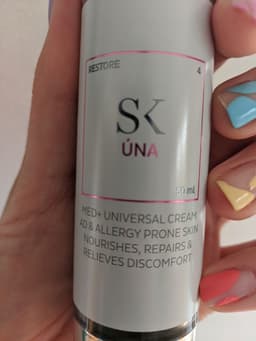 RESTORE 4
SK
ÚNA
50 mL
MED+ UNIVERSAL CREAM
AD & ALLERGY PRONE SKIN
NOURISHES, REPAIRS &
RELIEVES DISCOMFORT